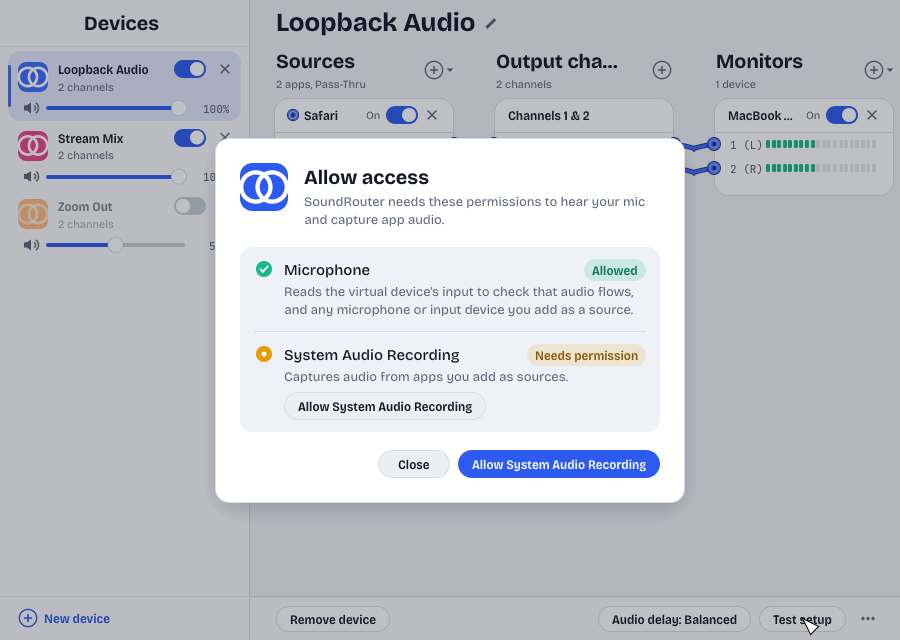 Devices
Loopback Audio
2 channels
100%
Stream Mix
2 channels
Zoom Out
2 channels
New device
Loopback Audio
Sources
2 apps, Pass-Thru
Safari
On
Output cha...
2 channels
Channels 1 & 2
Monitors
1 device
MacBook ...
On
1 (L)
2 (R)
Allow access
SoundRouter needs these permissions to hear your mic
and capture app audio.
Microphone
Allowed
Reads the virtual device's input to check that audio flows,
and any microphone or input device you add as a source.
System Audio Recording
Needs permission
Captures audio from apps you add as sources.
Allow System Audio Recording
Close
Allow System Audio Recording
Remove device
Audio delay: Balanced
Test setup